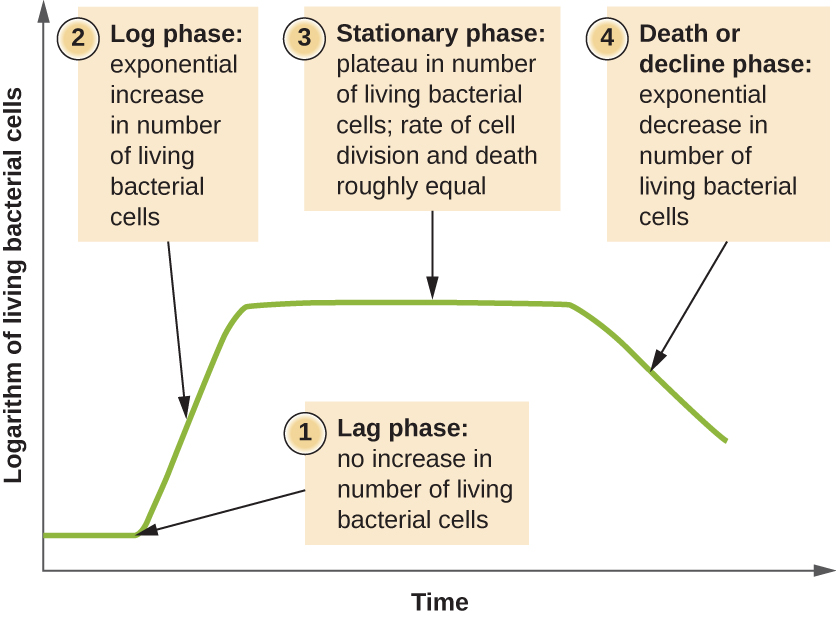 2
Log phase:
exponential
increase
in number
of living
bacterial
cells
3
Stationary phase:
plateau in number
of living bacterial
cells; rate of cell
division and death
roughly equal
4
Death or
decline phase:
exponential
decrease in
number of
living bacterial
cells
Logarithm of living bacterial cells
1
Lag phase:
no increase in
number of living
bacterial cells
Time